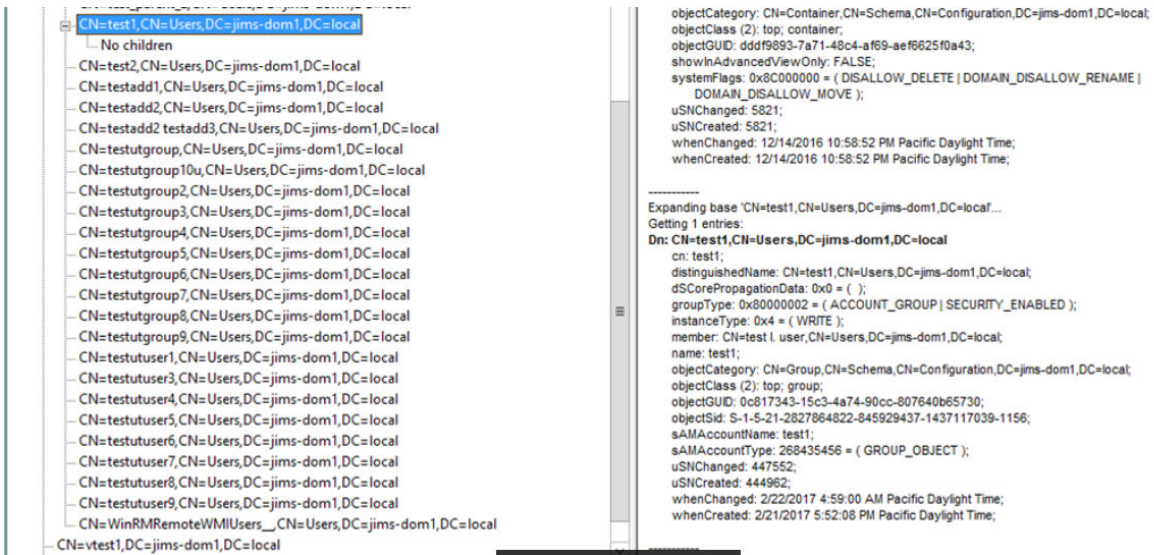 CN=test1,CN=Users,DC=jims-dom1,DC=local
No children
CN=test2,CN=Users,DC=jims-dom1,DC=local
CN=testadd1,CN=Users,DC=jims-dom1,DC=local
CN=testadd2,CN=Users,DC=jims-dom1,DC=local
CN=testadd2 testadd3,CN=Users,DC=jims-dom1,DC=local
CN=testutgroup,CN=Users,DC=jims-dom1,DC=local
CN=testutgroup10u,CN=Users,DC=jims-dom1,DC=local
CN=testutgroup2,CN=Users,DC=jims-dom1,DC=local
CN=testutgroup3,CN=Users,DC=jims-dom1,DC=local
CN=testutgroup4,CN=Users,DC=jims-dom1,DC=local
CN=testutgroup5,CN=Users,DC=jims-dom1,DC=local
CN=testutgroup6,CN=Users,DC=jims-dom1,DC=local
CN=testutgroup7,CN=Users,DC=jims-dom1,DC=local
CN=testutgroup8,CN=Users,DC=jims-dom1,DC=local
CN=testutgroup9,CN=Users,DC=jims-dom1,DC=local
CN=testutuser1,CN=Users,DC=jims-dom1,DC=local
CN=testutuser3,CN=Users,DC=jims-dom1,DC=local
CN=testutuser4,CN=Users,DC=jims-dom1,DC=local
CN=testutuser5,CN=Users,DC=jims-dom1,DC=local
CN=testutuser6,CN=Users,DC=jims-dom1,DC=local
CN=testutuser7,CN=Users,DC=jims-dom1,DC=local
CN=testutuser8,CN=Users,DC=jims-dom1,DC=local
CN=testutuser9,CN=Users,DC=jims-dom1,DC=local
CN=WinRMRemoteWMIUsers__,CN=Users,DC=jims-dom1,DC=local
CN=vtest1,DC=jims-dom1,DC=local
objectCategory: CN=Container,CN=Schema,CN=Configuration,DC=jims-dom1,DC=local;
objectClass (2): top; container;
objectGUID: dddf9893-7a71-48c4-af69-aef6625f0a43;
showInAdvancedViewOnly: FALSE;
systemFlags: 0x8C000000 = ( DISALLOW_DELETE | DOMAIN_DISALLOW_RENAME |
DOMAIN_DISALLOW_MOVE );
uSNChanged: 5821;
uSNCreated: 5821;
whenChanged: 12/14/2016 10:58:52 PM Pacific Daylight Time;
whenCreated: 12/14/2016 10:58:52 PM Pacific Daylight Time;
-----------
Expanding base 'CN=test1,CN=Users,DC=jims-dom1,DC=local'...
Getting 1 entries:
Dn: CN=test1,CN=Users,DC=jims-dom1,DC=local
cn: test1;
distinguishedName: CN=test1,CN=Users,DC=jims-dom1,DC=local;
dSCorePropagationData: 0x0 = ( );
groupType: 0x80000002 = ( ACCOUNT_GROUP | SECURITY_ENABLED );
instanceType: 0x4 = ( WRITE );
member: CN=test l. user,CN=Users,DC=jims-dom1,DC=local;
name: test1;
objectCategory: CN=Group,CN=Schema,CN=Configuration,DC=jims-dom1,DC=local;
objectClass (2): top; group;
objectGUID: 0c817343-15c3-4a74-90cc-807640b65730;
objectSid: S-1-5-21-2827864822-845929437-1437117039-1156;
sAMAccountName: test1;
sAMAccountType: 268435456 = ( GROUP_OBJECT );
uSNChanged: 447552;
uSNCreated: 444962;
whenChanged: 2/22/2017 4:59:00 AM Pacific Daylight Time;
whenCreated: 2/21/2017 5:52:08 PM Pacific Daylight Time;
-----------